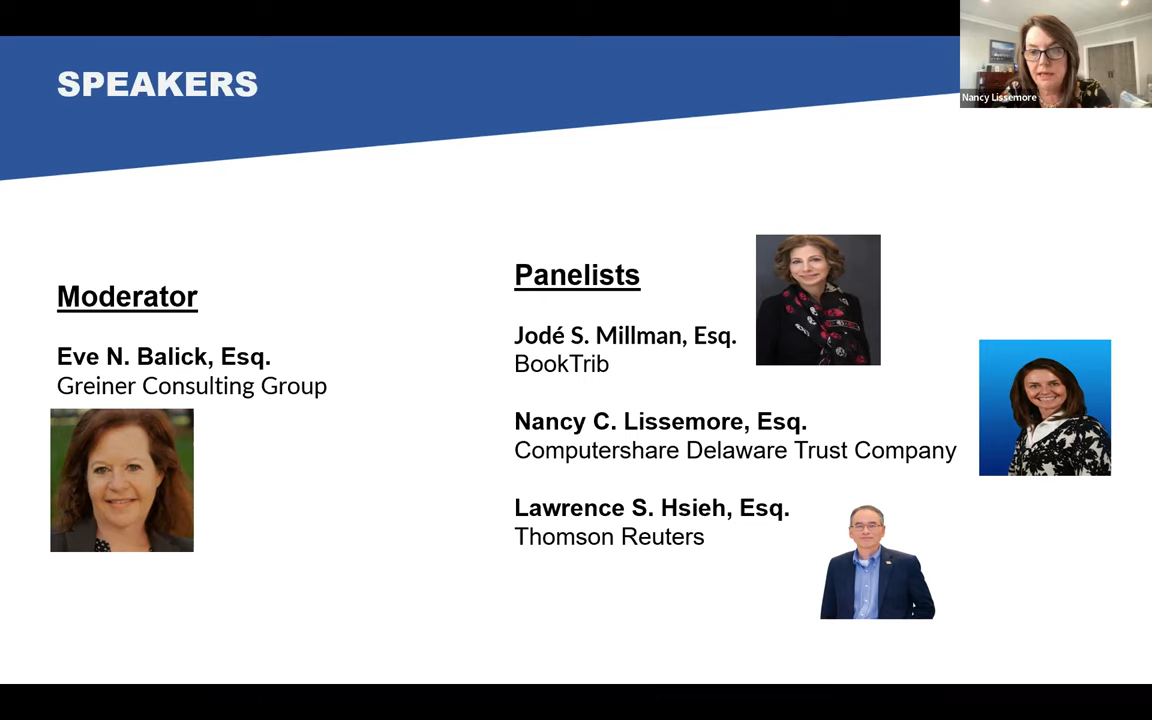 SPEAKERS
Nancy Lissemore
Moderator
Eve N. Balick, Esq.
Greiner Consulting Group
Panelists
Jodé S. Millman, Esq.
BookTrib
Nancy C. Lissemore, Esq.
Computershare Delaware Trust Company
Lawrence S. Hsieh, Esq.
Thomson Reuters